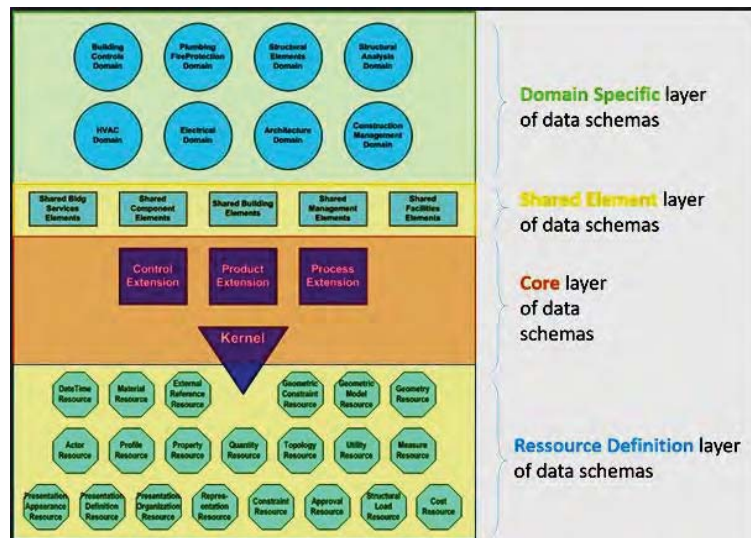 Building
Controls
Domain
Plumbing
FireProtection
Domain
Structural
Elements
Domain
Structural
Analysis
Domain
HVAC
Domain
Electrical
Domain
Architecture
Domain
Construction
Management
Domain
Domain Specific layer
of data schemas
Shared Bldg
Services
Elements
Shared
Component
Elements
Shared Building
Elements
Shared
Management
Elements
Shared
Facilities
Elements
Shared Element layer
of data schemas
Control
Extension
Product
Extension
Process
Extension
Kernel
Core layer
of data
schemas
DateTime
Resource
Material
Resource
External
Reference
Resource
Geometric
Constraint
Resource
Geometric
Model
Resource
Geometry
Resource
Actor
Resource
Profile
Resource
Property
Resource
Quantity
Resource
Topology
Resource
Utility
Resource
Measure
Resource
Presentation
Appearance
Resource
Presentation
Definition
Resource
Presentation
Organization
Resource
Repres-
entation
Resource
Constraint
Resource
Approval
Resource
Structural
Load
Resource
Cost
Resource
Ressource Definition layer
of data schemas